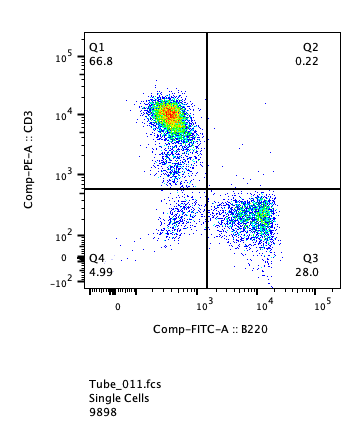 Q1
66.8
Q2
0.22
10⁵
10⁴
10³
10²
0
-10²
Comp-PE-A :: CD3
Q4
4.99
Q3
28.0
0
10³
10⁴
10⁵
Comp-FITC-A :: B220
Tube_011.fcs
Single Cells
9898